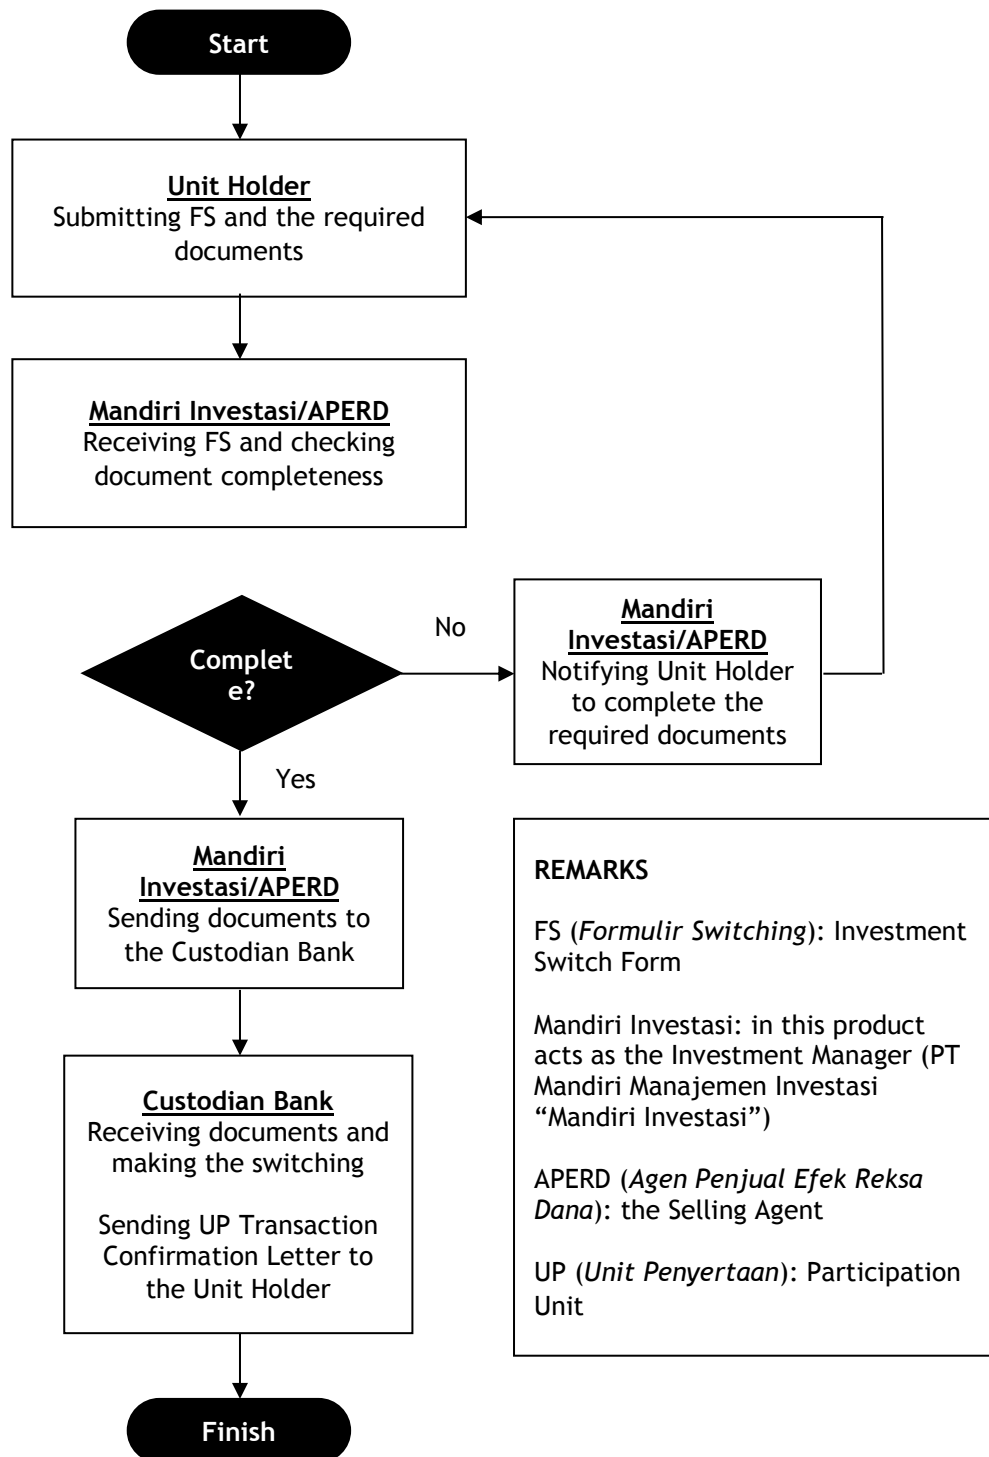 Start
Unit Holder
Submitting FS and the required
documents
Mandiri Investasi/APERD
Receiving FS and checking
document completeness
Complet
e?
No
Mandiri
Investasi/APERD
Notifying Unit Holder
to complete the
required documents
Yes
Mandiri
Investasi/APERD
Sending documents to
the Custodian Bank
Custodian Bank
Receiving documents and
making the switching
Sending UP Transaction
Confirmation Letter to
the Unit Holder
Finish
REMARKS
FS (Formulir Switching): Investment
Switch Form
Mandiri Investasi: in this product
acts as the Investment Manager (PT
Mandiri Manajemen Investasi
“Mandiri Investasi”)
APERD (Agen Penjual Efek Reksa
Dana): the Selling Agent
UP (Unit Penyertaan): Participation
Unit